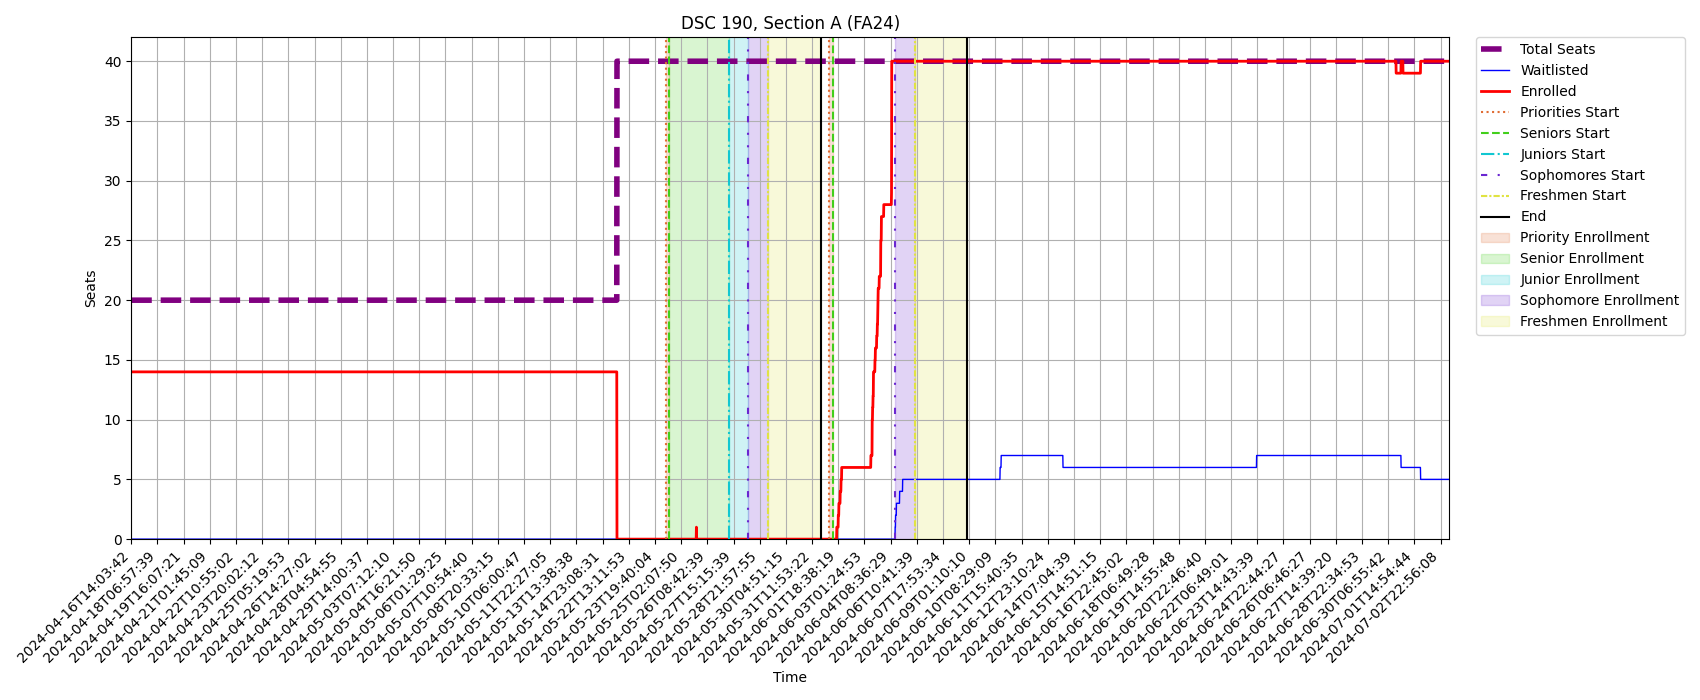 DSC 190, Section A (FA24)
Seats
40
35
30
25
20
15
10
5
0
2024-04-16T14:03:42
2024-04-18T06:57:39
2024-04-19T16:07:21
2024-04-21T01:45:09
2024-04-22T10:55:02
2024-04-23T20:02:12
2024-04-25T05:19:53
2024-04-26T14:27:02
2024-04-28T04:54:55
2024-04-29T14:00:37
2024-05-03T07:12:10
2024-05-04T16:21:50
2024-05-06T01:29:25
2024-05-07T10:54:40
2024-05-08T20:33:15
2024-05-10T06:00:47
2024-05-11T22:27:05
2024-05-13T13:38:38
2024-05-14T23:08:31
2024-05-22T13:11:53
2024-05-23T19:40:04
2024-05-25T02:07:50
2024-05-26T08:42:39
2024-05-27T15:15:39
2024-05-28T21:57:55
2024-05-30T04:51:15
2024-05-31T11:53:22
2024-06-01T18:38:19
2024-06-03T01:24:53
2024-06-04T08:36:23
2024-06-06T10:41:39
2024-06-07T17:53:34
2024-06-09T01:10:10
2024-06-10T08:29:09
2024-06-11T15:40:35
2024-06-12T23:10:24
2024-06-14T07:04:39
2024-06-15T14:51:15
2024-06-16T22:45:02
2024-06-18T06:49:28
2024-06-19T14:55:48
2024-06-20T22:46:40
2024-06-22T06:49:01
2024-06-23T14:43:39
2024-06-24T22:44:27
2024-06-26T06:46:27
2024-06-27T14:39:20
2024-06-28T22:34:53
2024-06-30T06:55:42
2024-07-01T14:54:44
2024-07-02T22:56:08
Time
Total Seats
Waitlisted
Enrolled
Priorities Start
Seniors Start
Juniors Start
Sophomores Start
Freshmen Start
End
Priority Enrollment
Senior Enrollment
Junior Enrollment
Sophomore Enrollment
Freshmen Enrollment